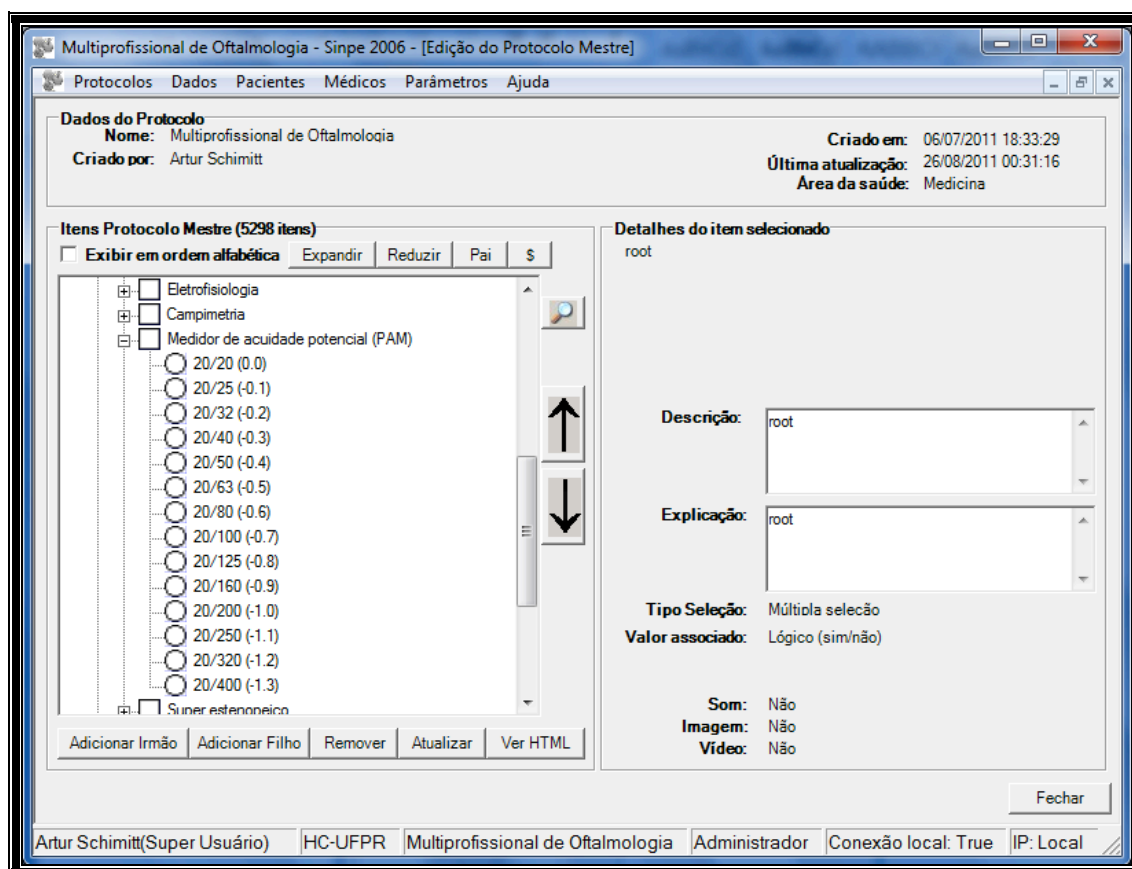 Multiprofissional de Oftalmologia - Sinpe 2006 - [Edição do Protocolo Mestre]
Protocolos Dados Pacientes Médicos Parâmetros Ajuda
Dados do Protocolo
Nome: Multiprofissional de Oftalmologia
Criado por: Artur Schimitt
Criado em: 06/07/2011 18:33:29
Última atualização: 26/08/2011 00:31:16
Área da saúde: Medicina
Itens Protocolo Mestre (5298 itens)
Exibir em ordem alfabética Expandir Reduzir Pai $
Eletrofisiologia
Campimetria
Medidor de acuidade potencial (PAM)
20/20 (0.0)
20/25 (-0.1)
20/32 (-0.2)
20/40 (-0.3)
20/50 (-0.4)
20/63 (-0.5)
20/80 (-0.6)
20/100 (-0.7)
20/125 (-0.8)
20/160 (-0.9)
20/200 (-1.0)
20/250 (-1.1)
20/320 (-1.2)
20/400 (-1.3)
Super estenopeico
Adicionar Irmão Adicionar Filho Remover Atualizar Ver HTML
Detalhes do item selecionado
root
Descrição: root
Explicação: root
Tipo Seleção: Múltipla seleção
Valor associado: Lógico (sim/não)
Som: Não
Imagem: Não
Vídeo: Não
Fechar
Artur Schimitt(Super Usuário) HC-UFPR Multiprofissional de Oftalmologia Administrador Conexão local: True IP: Local